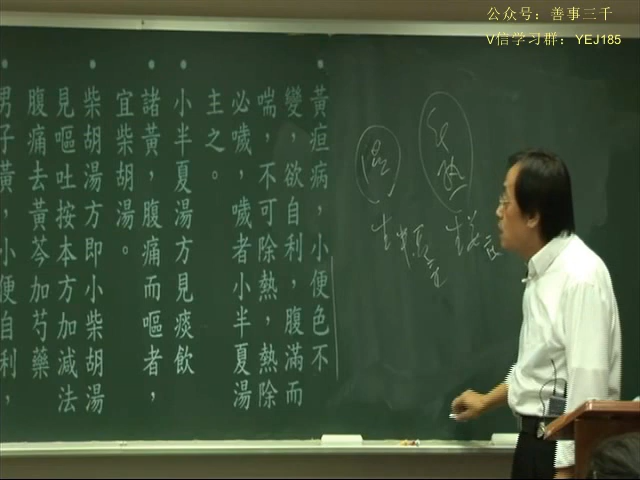 公众号：善事三千
V信学习群：YEJ185
黃疸病，小便色不
變，欲自利，腹滿而
喘，不可除熱，熱除
必噦，噦者小半夏湯
主之。
小半夏湯方見痰飲
諸黃，腹痛而嘔者，
宜柴胡湯。
柴胡湯方即小柴胡湯
見嘔吐按本方加減法
腹痛去黃芩加芍藥
男子黃，小便自利，
濕